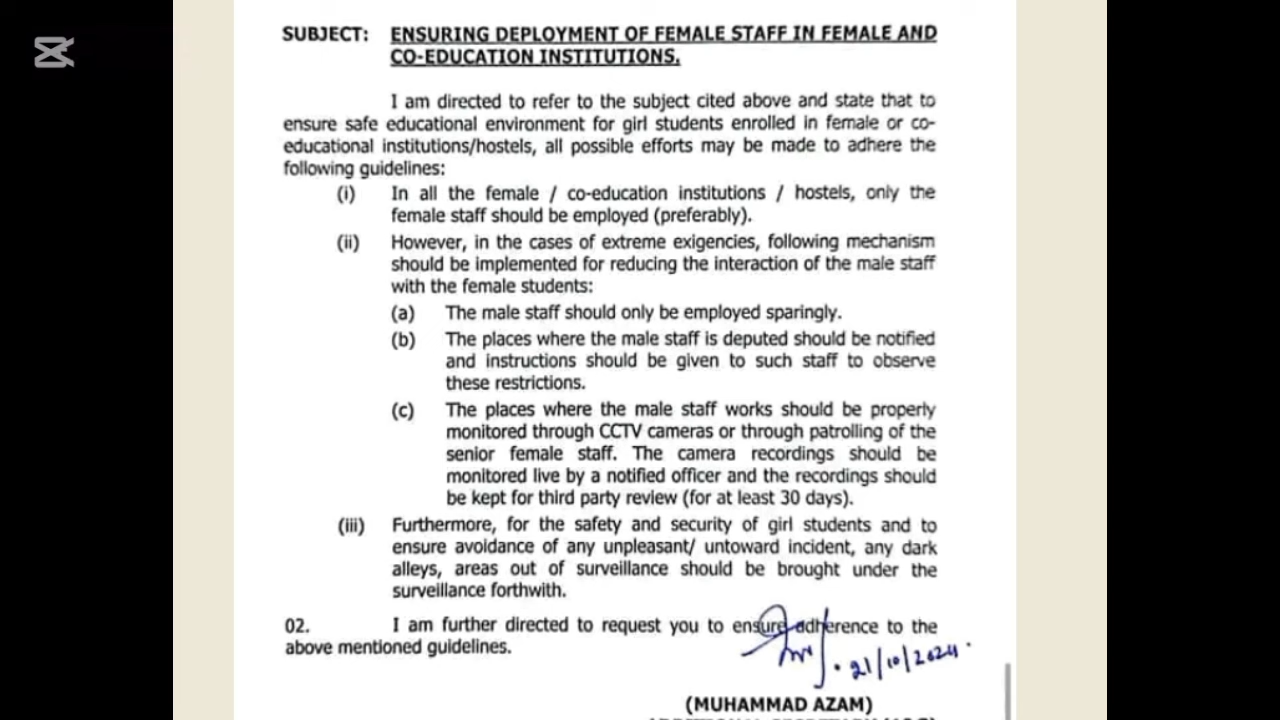 SUBJECT: ENSURING DEPLOYMENT OF FEMALE STAFF IN FEMALE AND
CO-EDUCATION INSTITUTIONS.
I am directed to refer to the subject cited above and state that to
ensure safe educational environment for girl students enrolled in female or co-
educational institutions/hostels, all possible efforts may be made to adhere the
following guidelines:
(i) In all the female / co-education institutions / hostels, only the
female staff should be employed (preferably).
(ii) However, in the cases of extreme exigencies, following mechanism
should be implemented for reducing the interaction of the male staff
with the female students:
(a) The male staff should only be employed sparingly.
(b) The places where the male staff is deputed should be notified
and instructions should be given to such staff to observe
these restrictions.
(c) The places where the male staff works should be properly
monitored through CCTV cameras or through patrolling of the
senior female staff. The camera recordings should be
monitored live by a notified officer and the recordings should
be kept for third party review (for at least 30 days).
(iii) Furthermore, for the safety and security of girl students and to
ensure avoidance of any unpleasant/ untoward incident, any dark
alleys, areas out of surveillance should be brought under the
surveillance forthwith.
02. I am further directed to request you to ensure adherence to the
above mentioned guidelines.
21/10/2024.
(MUHAMMAD AZAM)